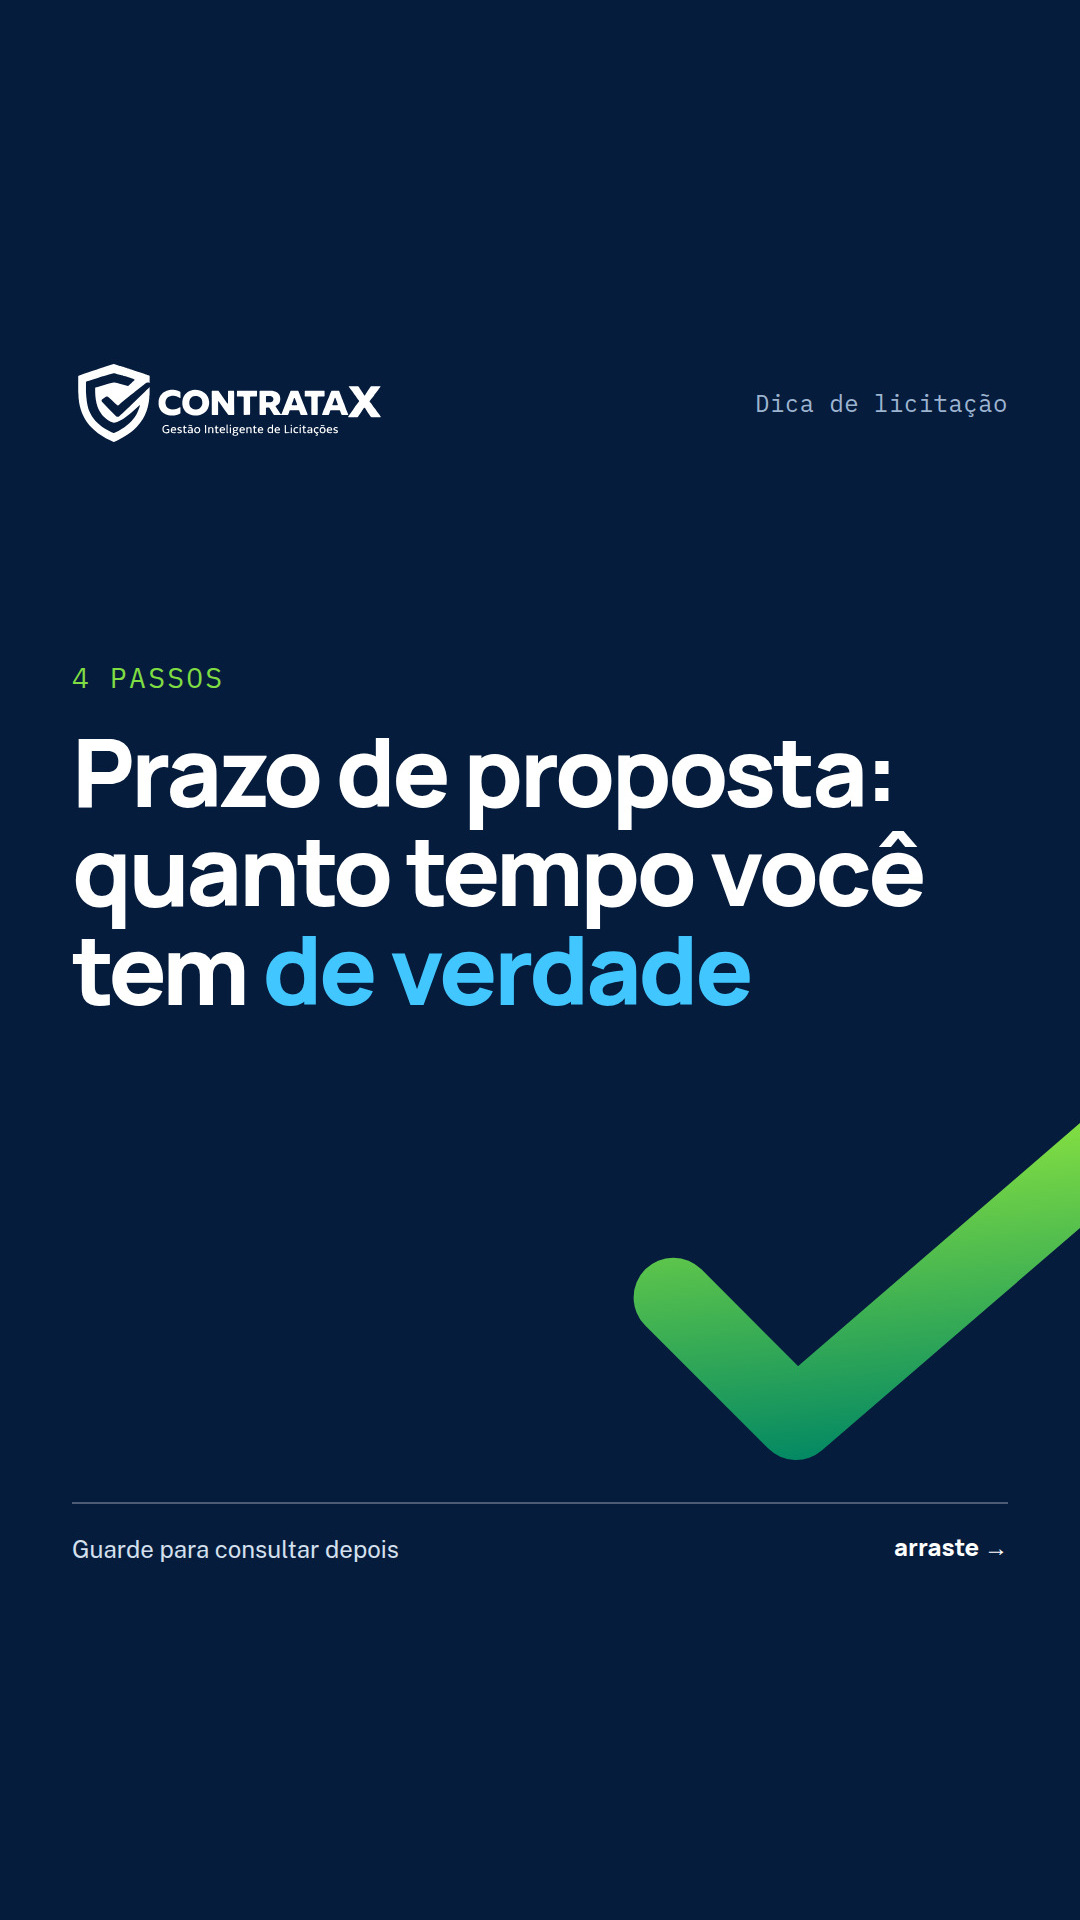 CONTRATAX
Gestão Inteligente de Licitações
Dica de licitação
4 PASSOS
Prazo de proposta:
quanto tempo você
tem de verdade
Guarde para consultar depois
arraste →